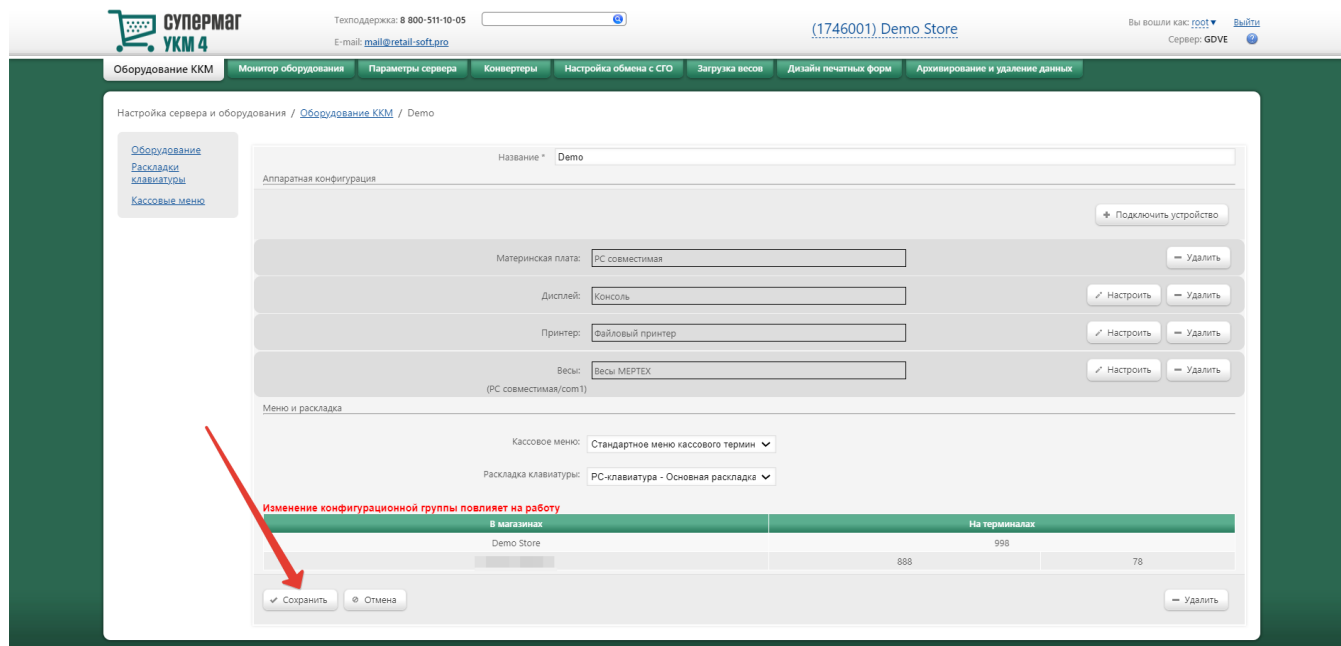 СУПЕРМАГ
УКМ 4
Техподдержка: 8 800-511-10-05
E-mail: mail@retail-soft.pro
(1746001) Demo Store
Вы вошли как: root ▾ Выйти
Сервер: GDVE
Оборудование ККМ Монитор оборудования Параметры сервера Конвертеры Настройка обмена с СГО Загрузка весов Дизайн печатных форм Архивирование и удаление данных
Настройка сервера и оборудования / Оборудование ККМ / Demo
Оборудование
Раскладки
клавиатуры
Кассовые меню
Название * Demo
Аппаратная конфигурация
+ Подключить устройство
Материнская плата: PC совместимая Удалить
Дисплей: Консоль Настроить Удалить
Принтер: Файловый принтер Настроить Удалить
Весы: Весы МЕРТЕХ Настроить Удалить
(PC совместимая/com1)
Меню и раскладка
Кассовое меню: Стандартное меню кассового термин
Раскладка клавиатуры: PC-клавиатура - Основная раскладка
Изменение конфигурационной группы повлияет на работу
В магазинах На терминалах
Demo Store 998
888 78
Сохранить Отмена Удалить